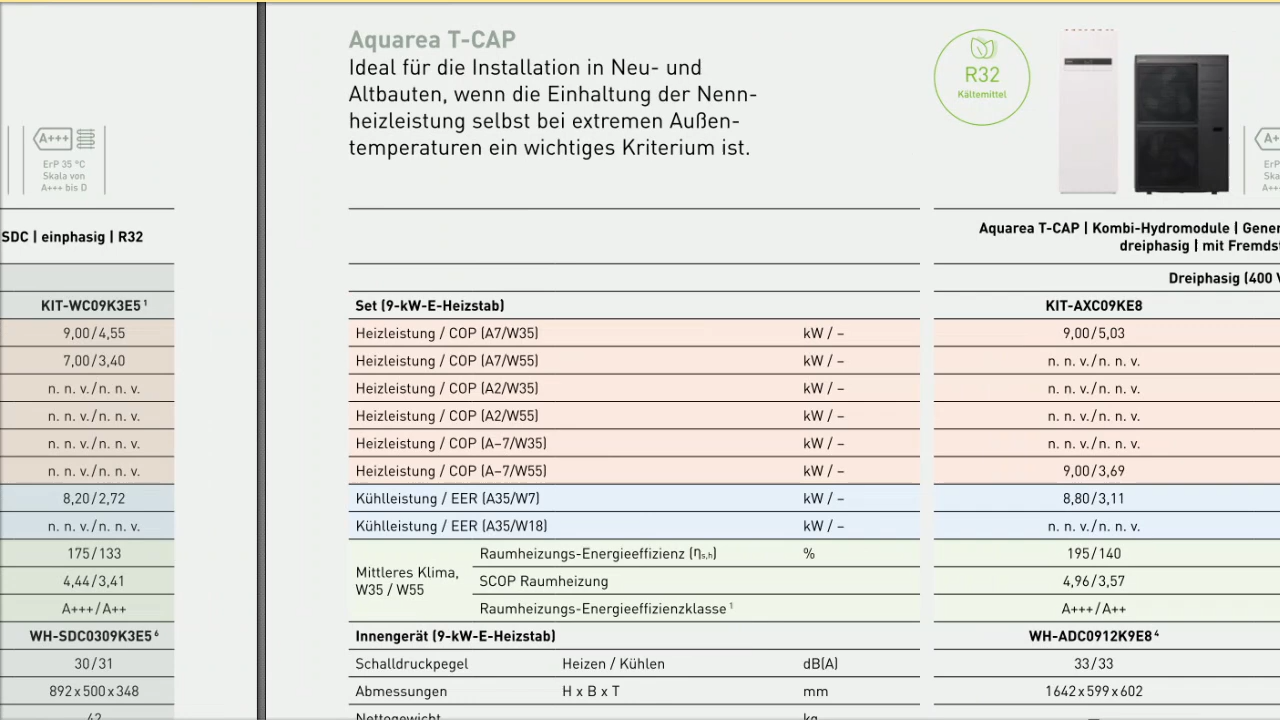 A+++
ErP 35 °C
Skala von
A+++ bis D
SDC | einphasig | R32
KIT-WC09K3E5 ¹
9,00/4,55
7,00/3,40
n. n. v./n. n. v.
n. n. v./n. n. v.
n. n. v./n. n. v.
n. n. v./n. n. v.
8,20/2,72
n. n. v./n. n. v.
175/133
4,44/3,41
A+++/A++
WH-SDC0309K3E5 ⁶
30/31
892 x 500 x 348
42
Aquarea T-CAP
Ideal für die Installation in Neu- und
Altbauten, wenn die Einhaltung der Nenn-
heizleistung selbst bei extremen Außen-
temperaturen ein wichtiges Kriterium ist.
R32
Kältemittel
Aquarea T-CAP | Kombi-Hydromodule | Gener
dreiphasig | mit Fremds
Dreiphasig (400 V
Set (9-kW-E-Heizstab) KIT-AXC09KE8
Heizleistung / COP (A7/W35) kW / – 9,00/5,03
Heizleistung / COP (A7/W55) kW / – n. n. v./n. n. v.
Heizleistung / COP (A2/W35) kW / – n. n. v./n. n. v.
Heizleistung / COP (A2/W55) kW / – n. n. v./n. n. v.
Heizleistung / COP (A–7/W35) kW / – n. n. v./n. n. v.
Heizleistung / COP (A–7/W55) kW / – 9,00/3,69
Kühlleistung / EER (A35/W7) kW / – 8,80/3,11
Kühlleistung / EER (A35/W18) kW / – n. n. v./n. n. v.
Mittleres Klima,
W35 / W55
Raumheizungs-Energieeffizienz (ηs,h) % 195/140
SCOP Raumheizung 4,96/3,57
Raumheizungs-Energieeffizienzklasse ¹ A+++/A++
Innengerät (9-kW-E-Heizstab) WH-ADC0912K9E8 ⁴
Schalldruckpegel Heizen / Kühlen dB(A) 33/33
Abmessungen H x B x T mm 1642 x 599 x 602
Nettogewicht kg
A+
ErP
Ska
A++